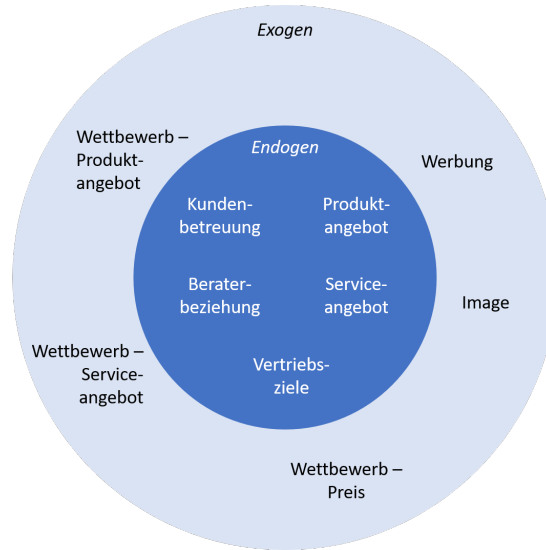 Exogen
Wettbewerb –
Produkt-
angebot
Endogen
Werbung
Kunden-
betreuung
Produkt-
angebot
Berater-
beziehung
Service-
angebot
Image
Wettbewerb –
Service-
angebot
Vertriebs-
ziele
Wettbewerb –
Preis